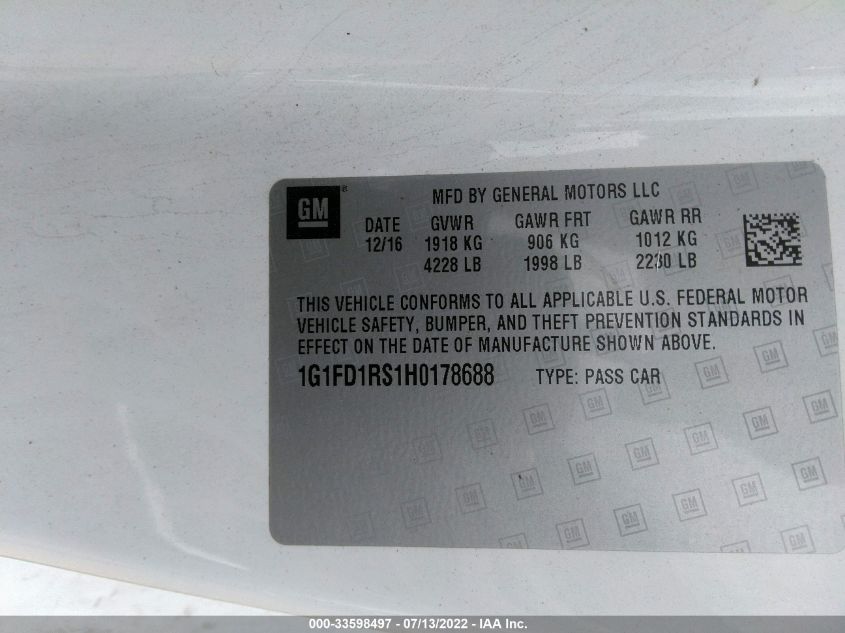 GM ® MFD BY GENERAL MOTORS LLC
DATE GVWR GAWR FRT GAWR RR
12/16 1918 KG 906 KG 1012 KG
4228 LB 1998 LB 2230 LB
THIS VEHICLE CONFORMS TO ALL APPLICABLE U.S. FEDERAL MOTOR
VEHICLE SAFETY, BUMPER, AND THEFT PREVENTION STANDARDS IN
EFFECT ON THE DATE OF MANUFACTURE SHOWN ABOVE.
1G1FD1RS1H0178688 TYPE: PASS CAR
000-33598497 - 07/13/2022 - IAA Inc.